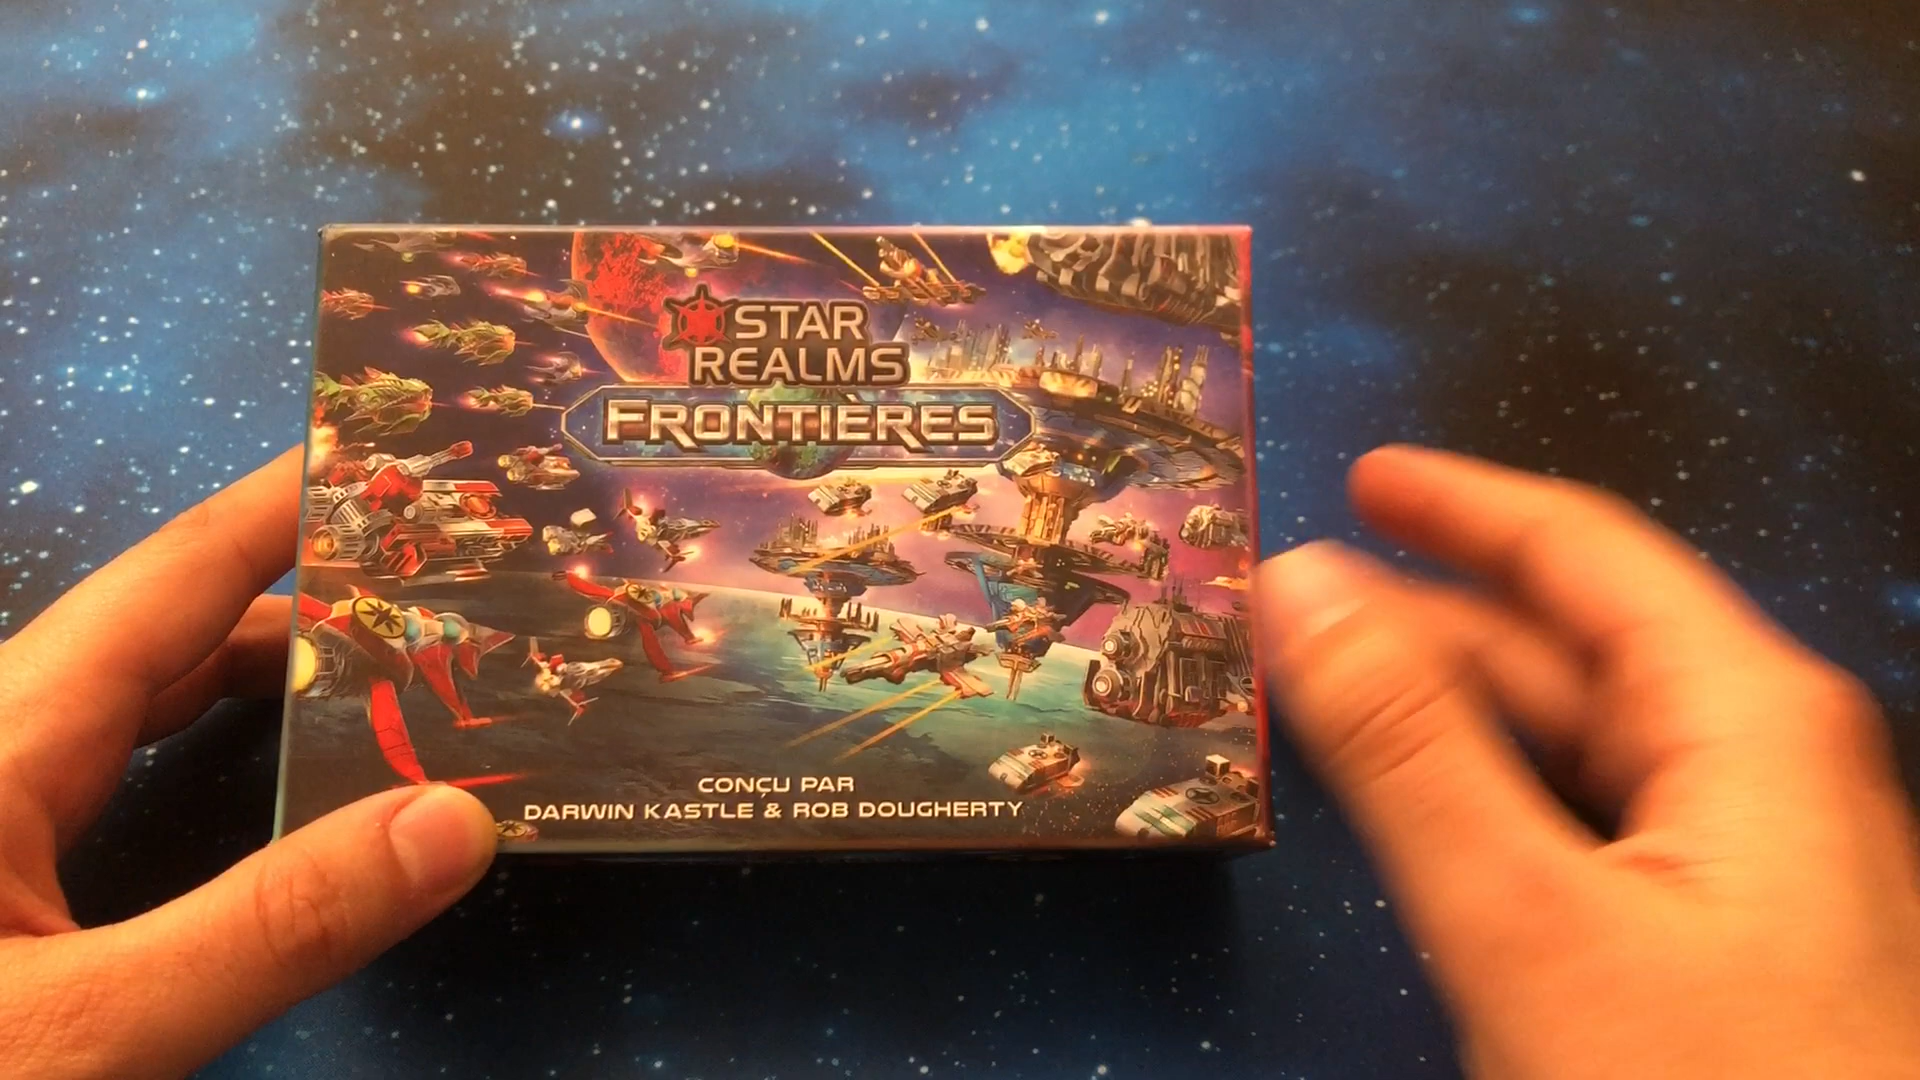 STAR
REALMS
FRONTIÈRES
CONÇU PAR
DARWIN KASTLE & ROB DOUGHERTY